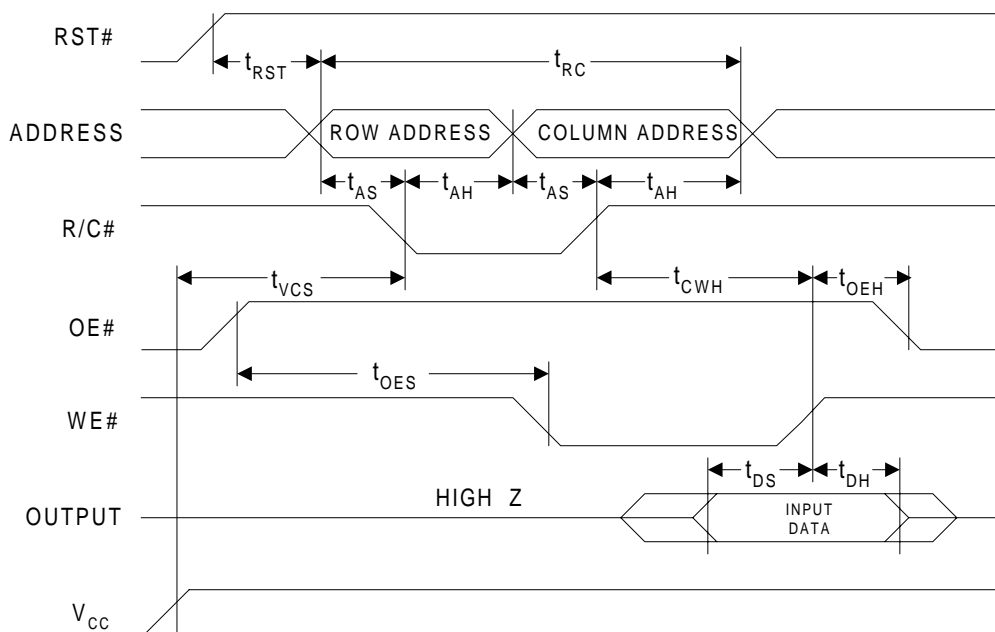 RST#
tRST
tRC
ADDRESS
ROW ADDRESS
COLUMN ADDRESS
tAS
tAH
tAS
tAH
R/C#
tVCS
tCWH
tOEH
OE#
tOES
WE#
tDS
tDH
HIGH Z
OUTPUT
INPUT
DATA
VCC